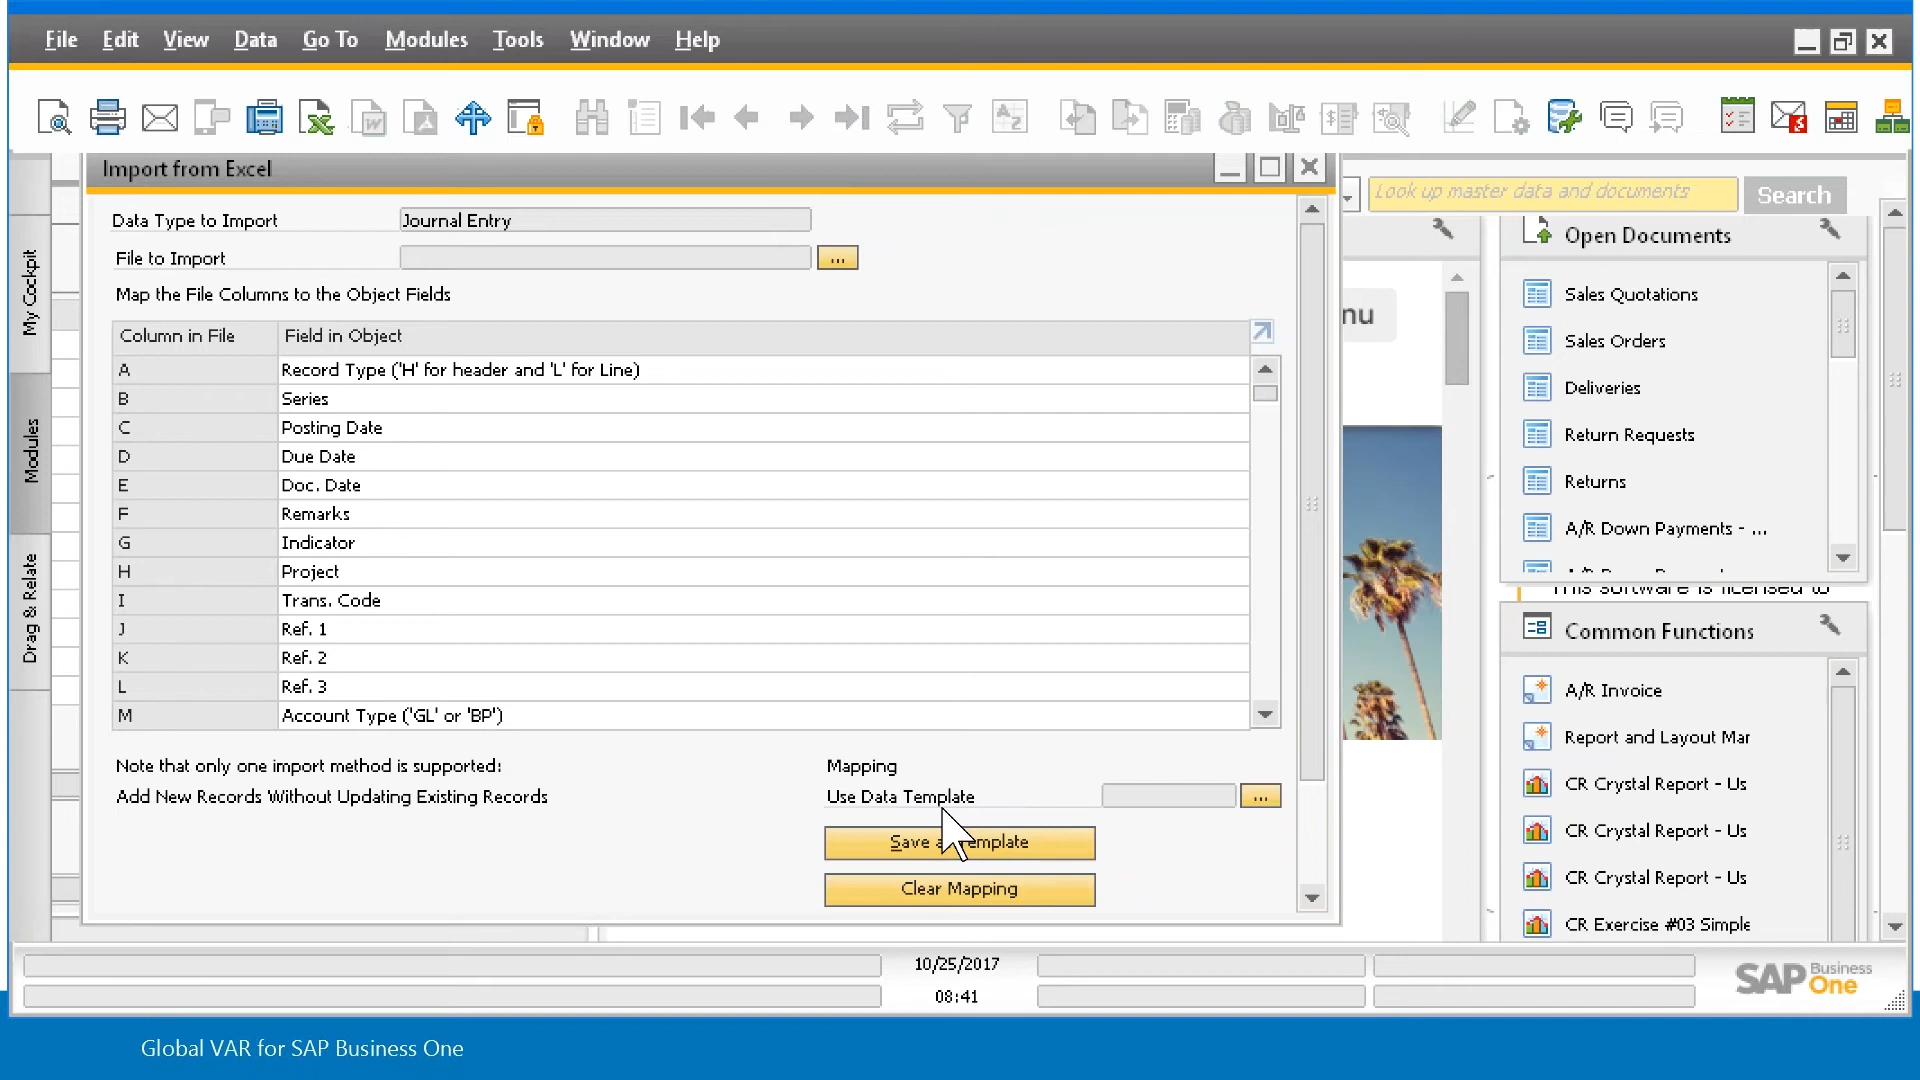 File Edit View Data Go To Modules Tools Window Help
Import from Excel
Look up master data and documents
Search
Data Type to Import
Journal Entry
File to Import
...
Map the File Columns to the Object Fields
Column in File
Field in Object
A
Record Type ('H' for header and 'L' for Line)
B
Series
C
Posting Date
D
Due Date
E
Doc. Date
F
Remarks
G
Indicator
H
Project
I
Trans. Code
J
Ref. 1
K
Ref. 2
L
Ref. 3
M
Account Type ('GL' or 'BP')
Note that only one import method is supported:
Add New Records Without Updating Existing Records
Mapping
Use Data Template
...
Save a
emplate
Clear Mapping
My Cockpit
Modules
Drag & Relate
nu
Open Documents
Sales Quotations
Sales Orders
Deliveries
Return Requests
Returns
A/R Down Payments - ...
This software is licensed to
Common Functions
A/R Invoice
Report and Layout Mar
CR Crystal Report - Us
CR Crystal Report - Us
CR Crystal Report - Us
CR Exercise #03 Simple
10/25/2017
08:41
SAP Business One
Global VAR for SAP Business One